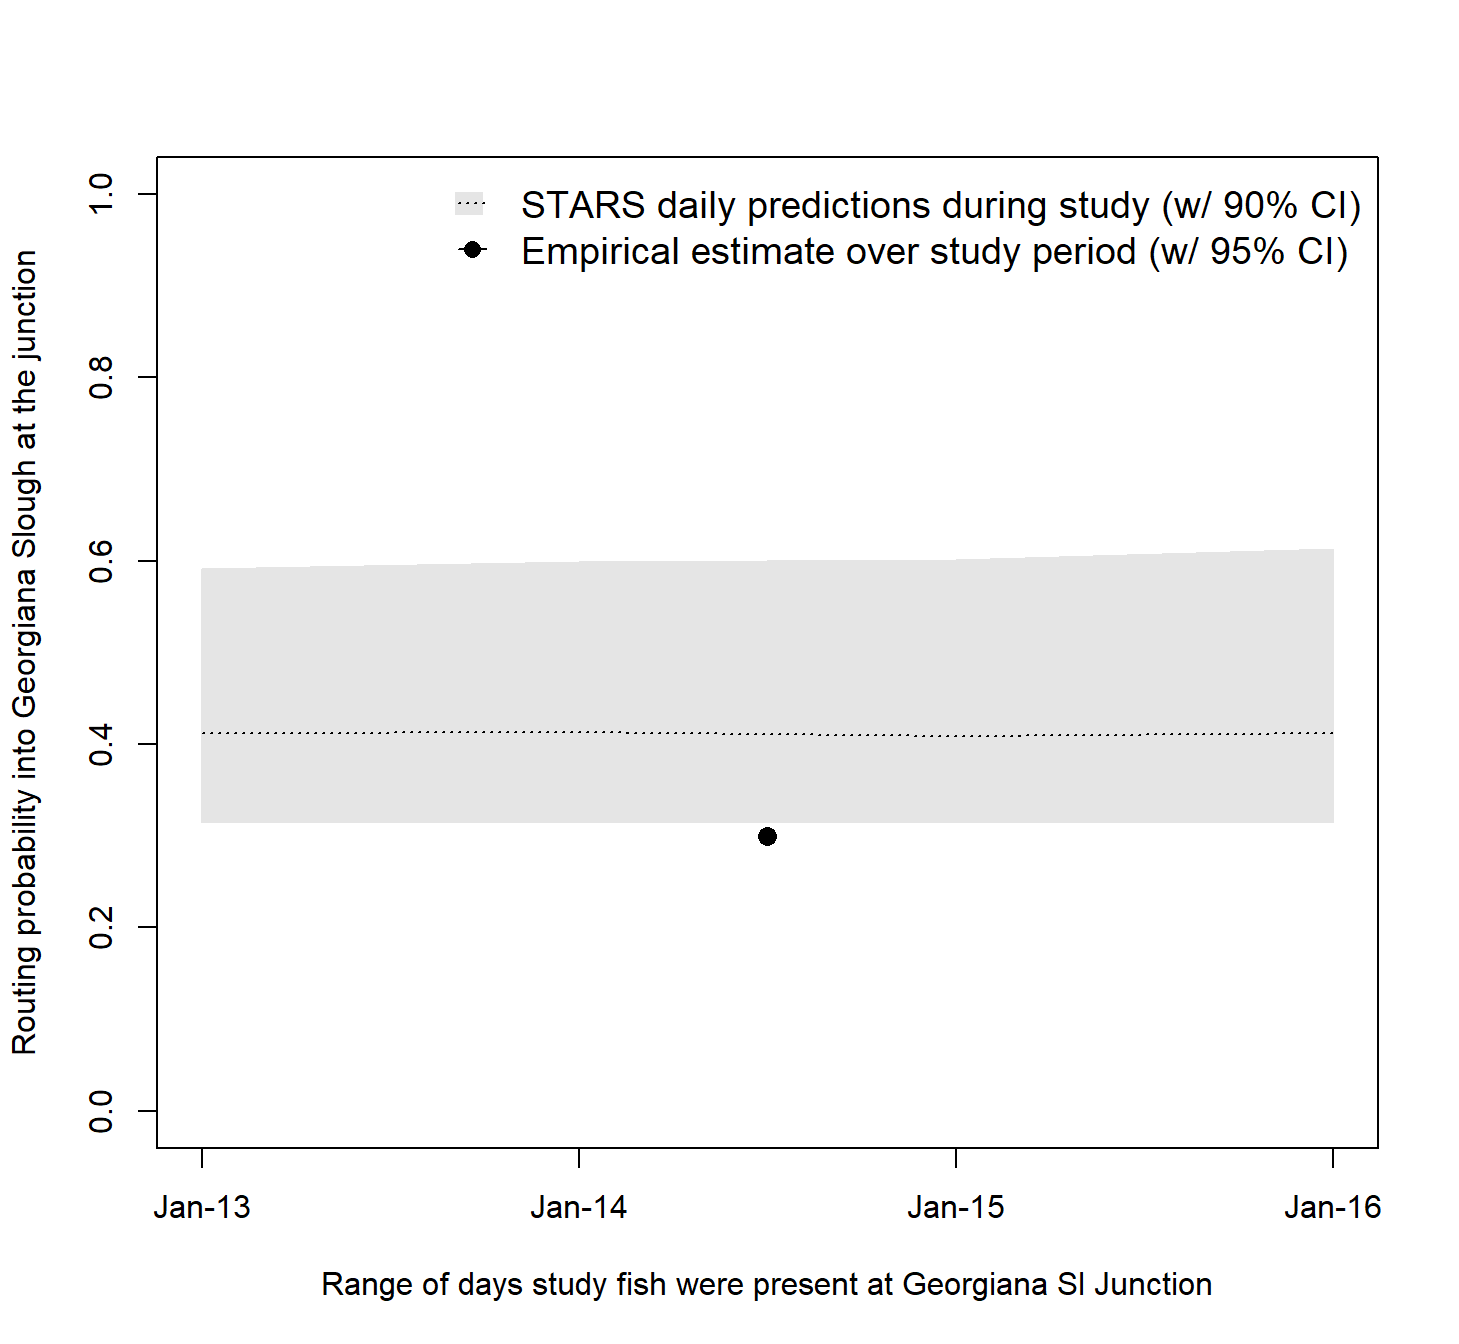 STARS daily predictions during study (w/ 90% CI)
Empirical estimate over study period (w/ 95% CI)
Routing probability into Georgiana Slough at the junction
1.0
0.8
0.6
0.4
0.2
0.0
Jan-13 Jan-14 Jan-15 Jan-16
Range of days study fish were present at Georgiana Sl Junction